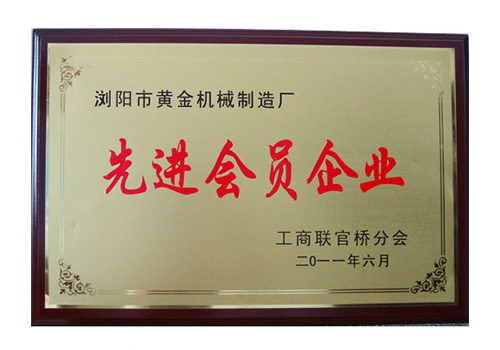 浏阳市黄金机械制造厂
先进会员企业
工商联官桥分会
二0一一年六月